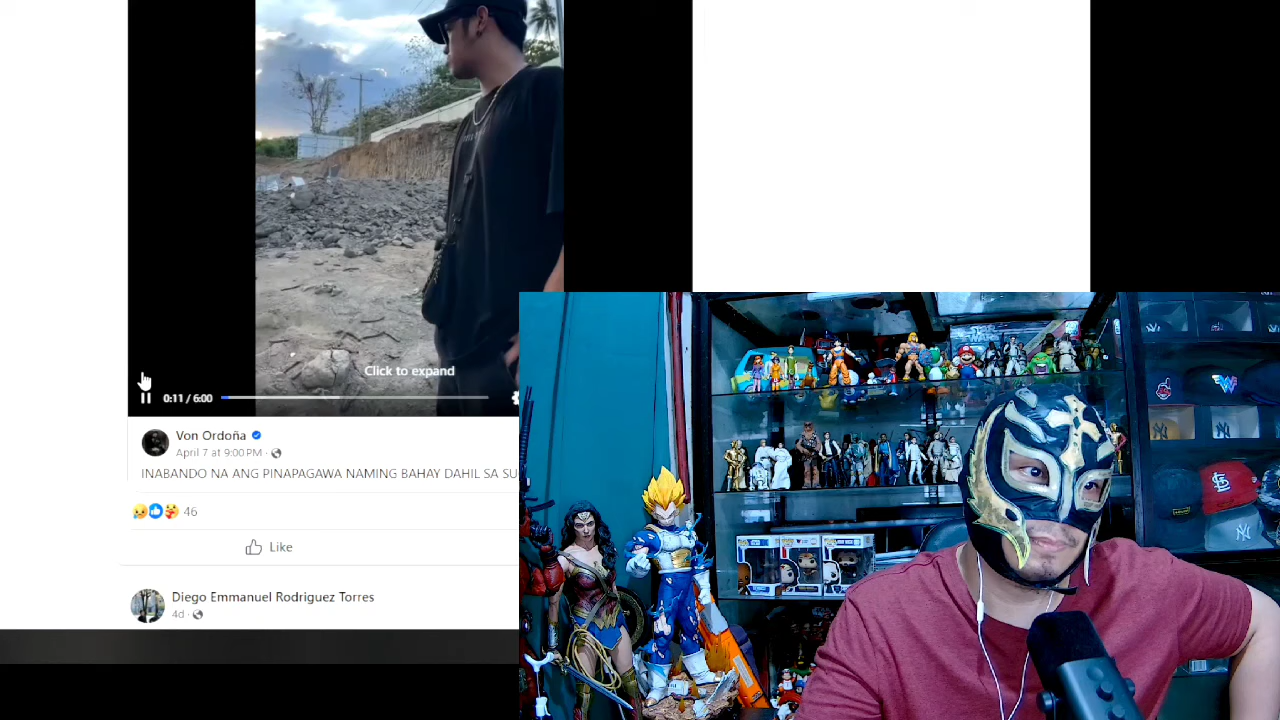 Click to expand
0:11 / 6:00
Von Ordoña
April 7 at 9:00 PM ·
INABANDO NA ANG PINAPAGAWA NAMING BAHAY DAHIL SA SU
46
Like
Diego Emmanuel Rodriguez Torres
4d ·